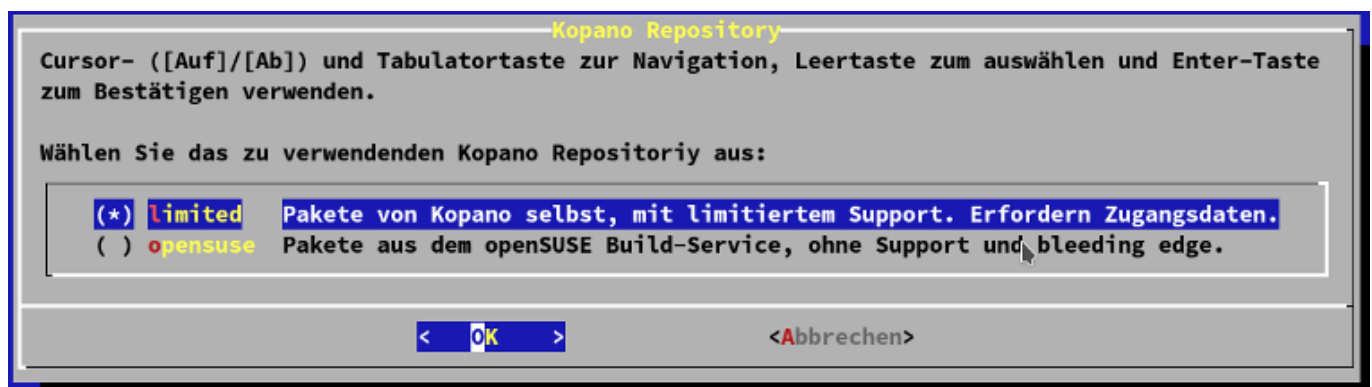 Kopano Repository
Cursor- ([Auf]/[Ab]) und Tabulatortaste zur Navigation, Leertaste zum auswählen und Enter-Taste
zum Bestätigen verwenden.
Wählen Sie das zu verwendenden Kopano Repositoriy aus:
(*) limited Pakete von Kopano selbst, mit limitiertem Support. Erfordern Zugangsdaten.
( ) opensuse Pakete aus dem openSUSE Build-Service, ohne Support und bleeding edge.
< OK > <Abbrechen>